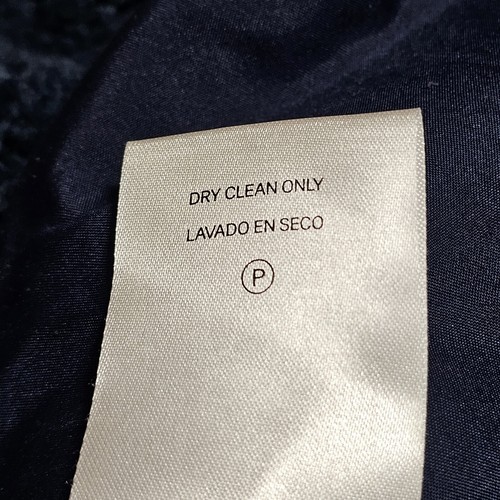 DRY CLEAN ONLY
LAVADO EN SECO
P